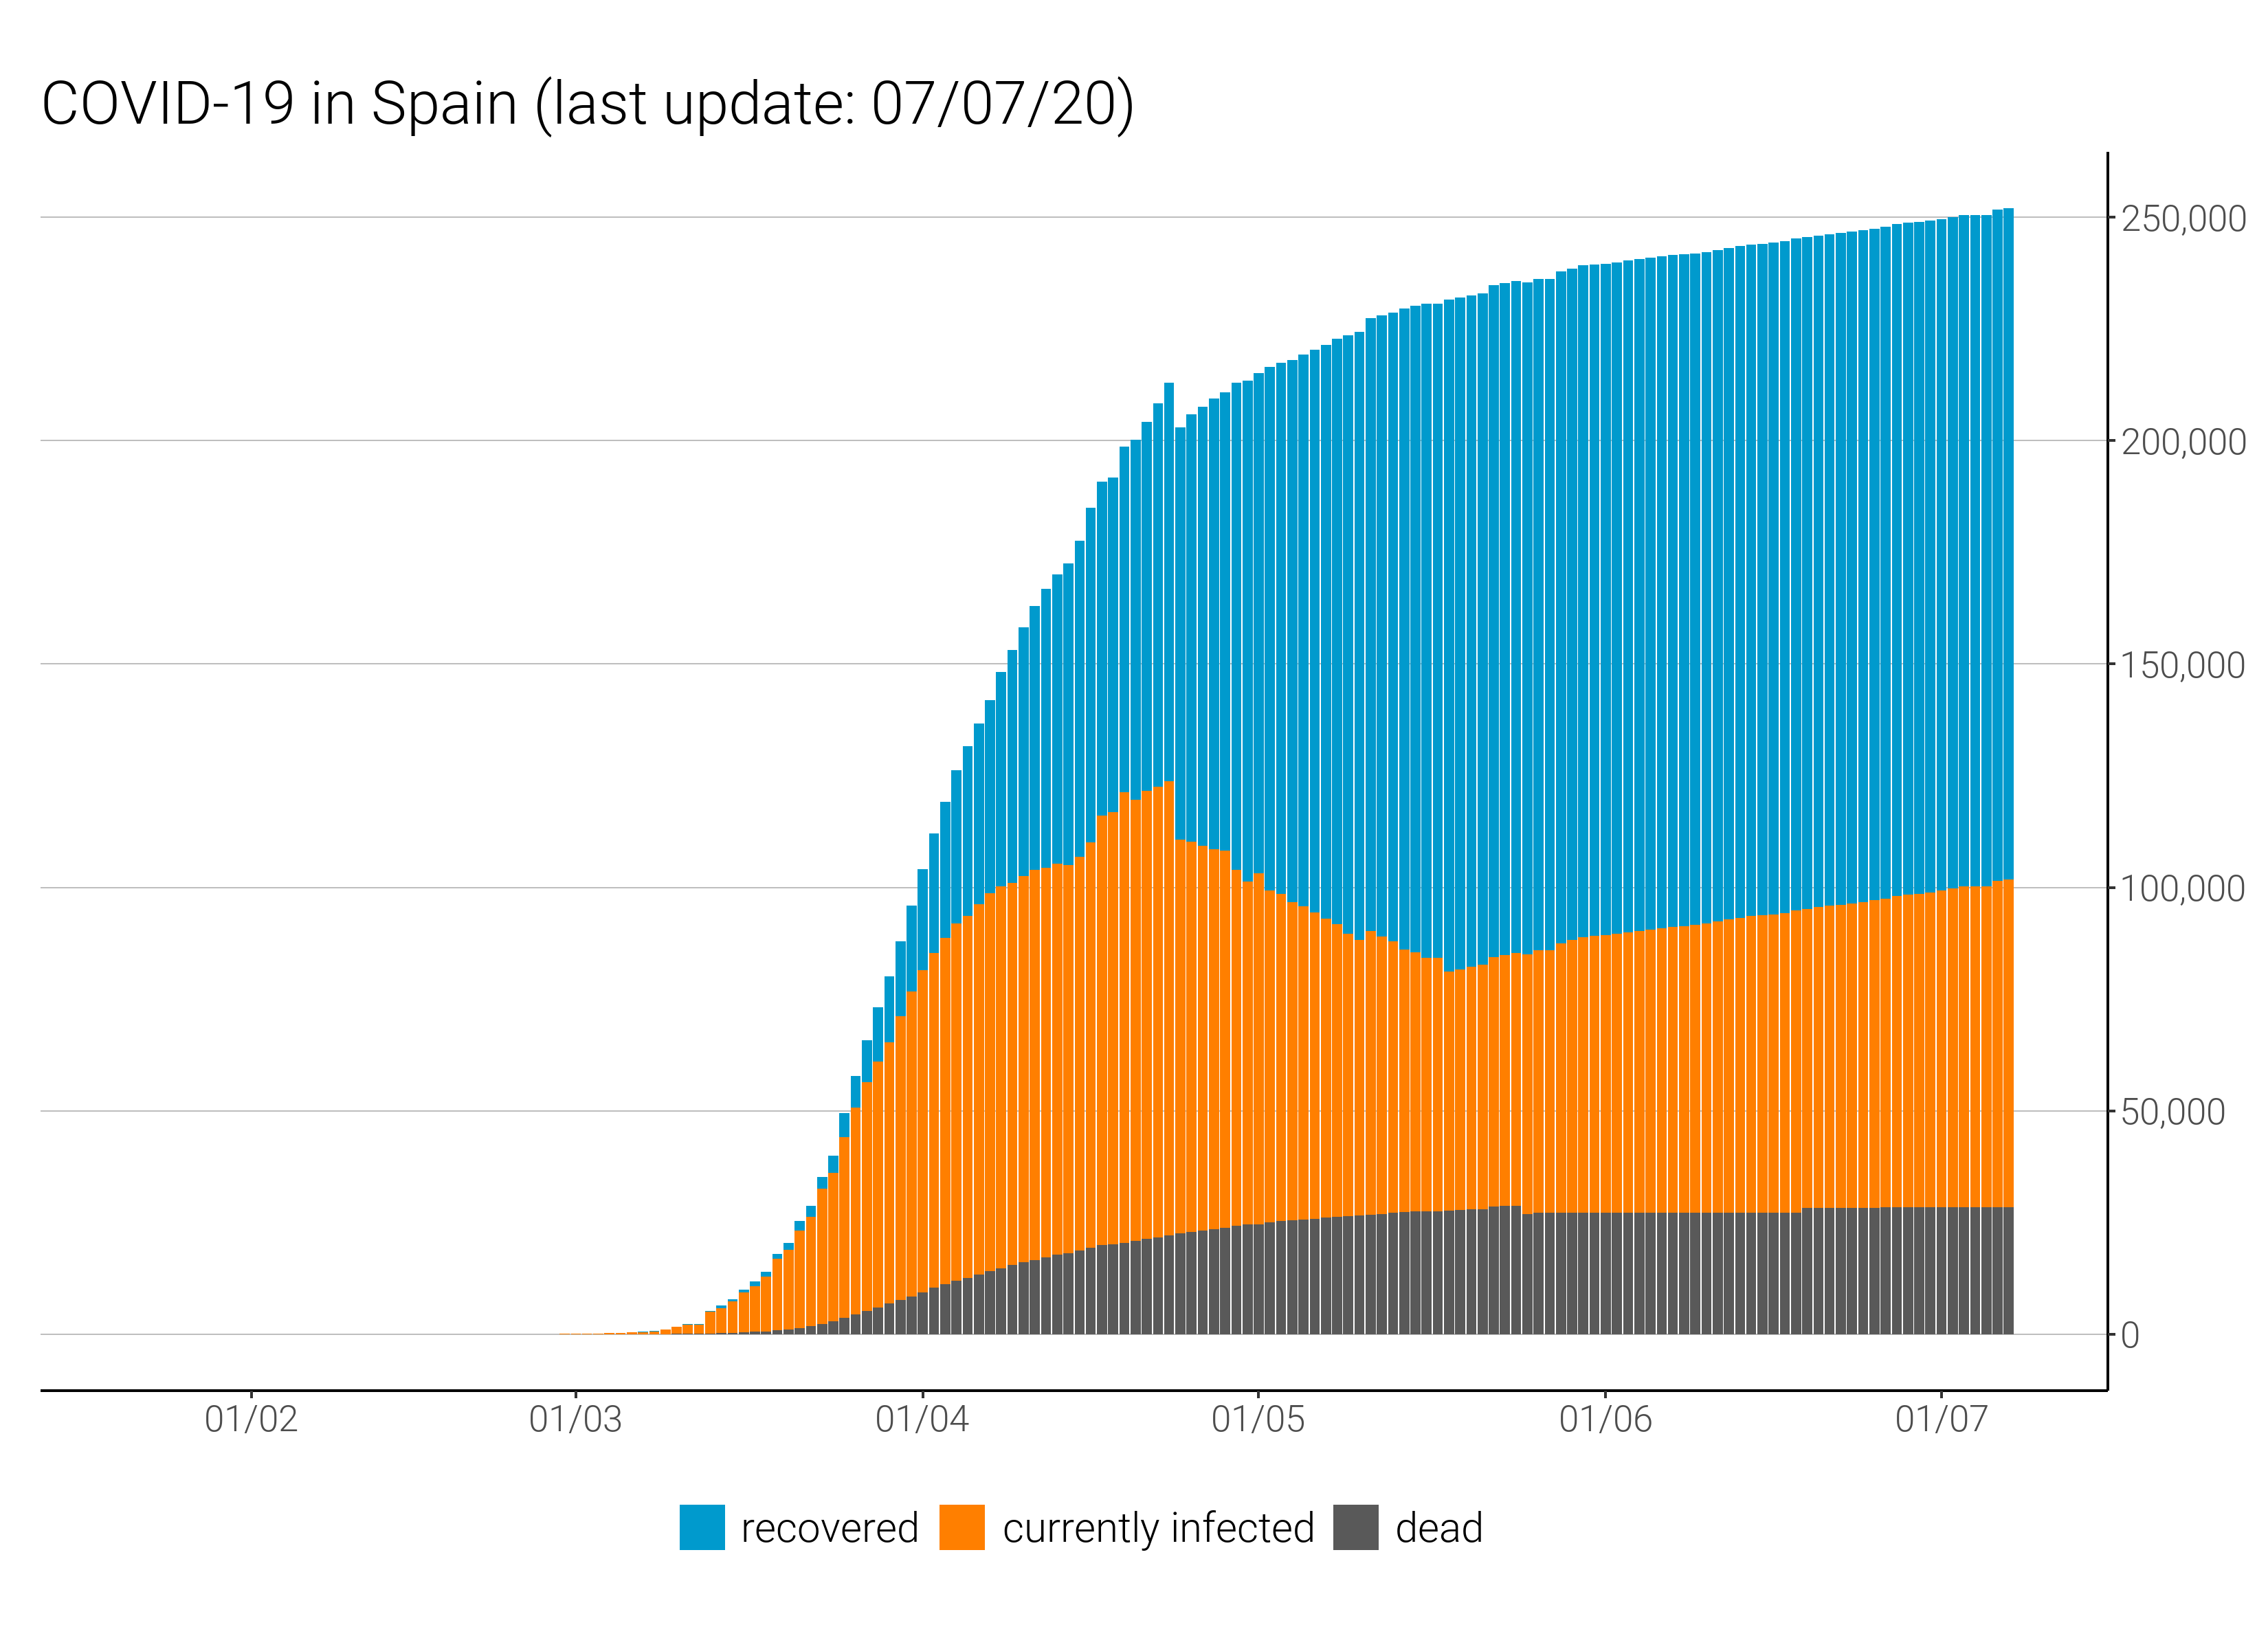 COVID-19 in Spain (last update: 07/07/20)
250,000
200,000
150,000
100,000
50,000
0
01/02 01/03 01/04 01/05 01/06 01/07
recovered currently infected dead